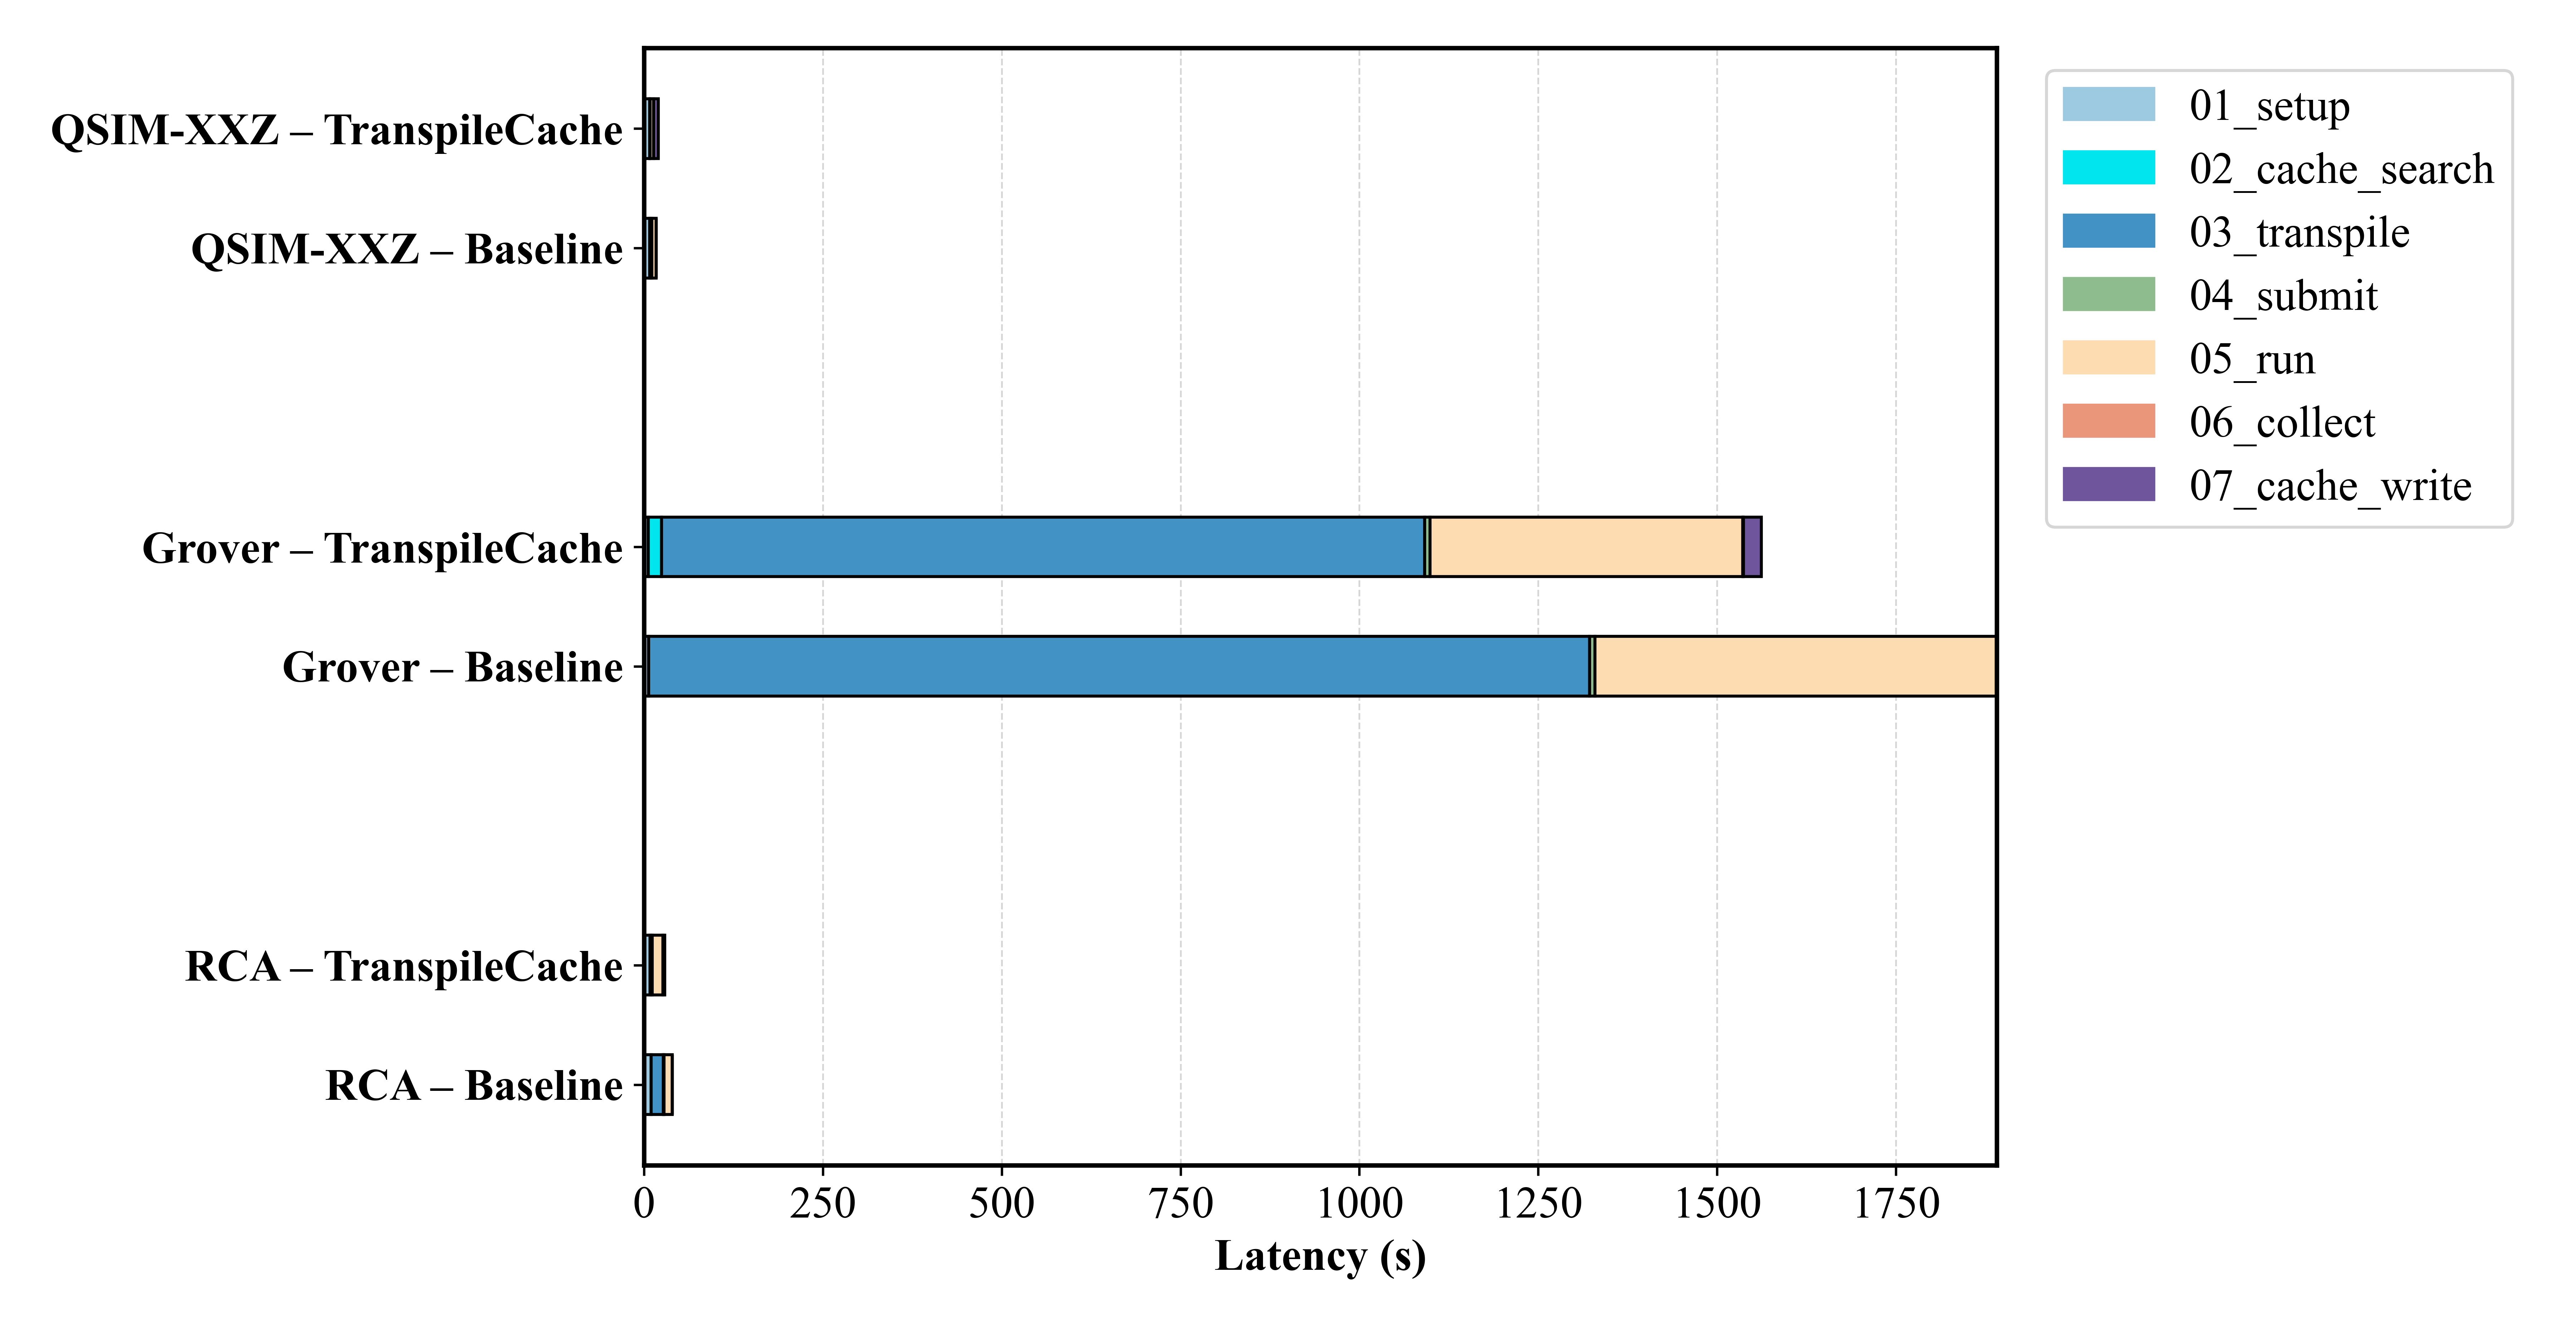 QSIM-XXZ – TranspileCache
QSIM-XXZ – Baseline
Grover – TranspileCache
Grover – Baseline
RCA – TranspileCache
RCA – Baseline
0 250 500 750 1000 1250 1500 1750
Latency (s)
01_setup
02_cache_search
03_transpile
04_submit
05_run
06_collect
07_cache_write